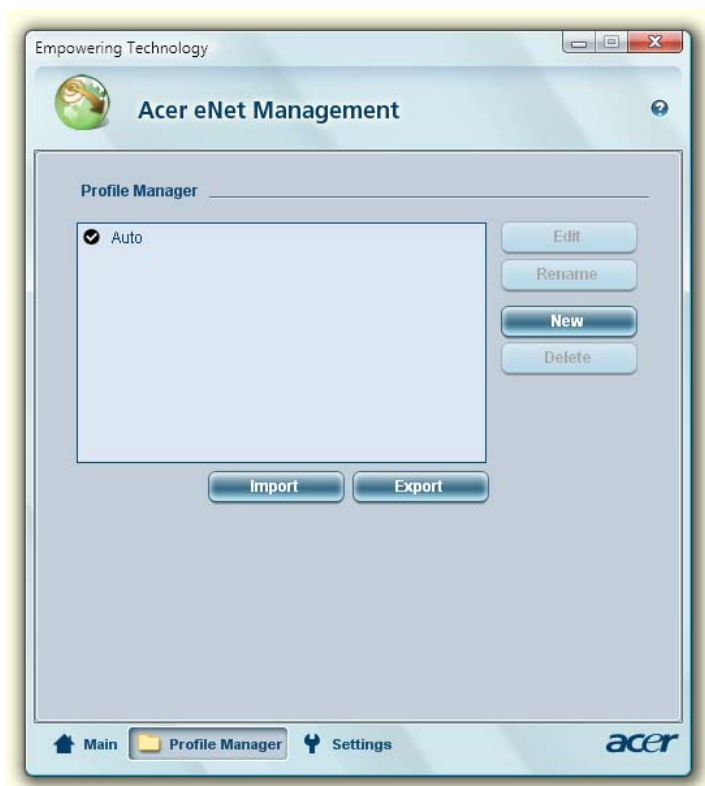 Empowering Technology
Acer eNet Management
Profile Manager
Auto
Edit
Rename
New
Delete
Import Export
Main Profile Manager Settings acer